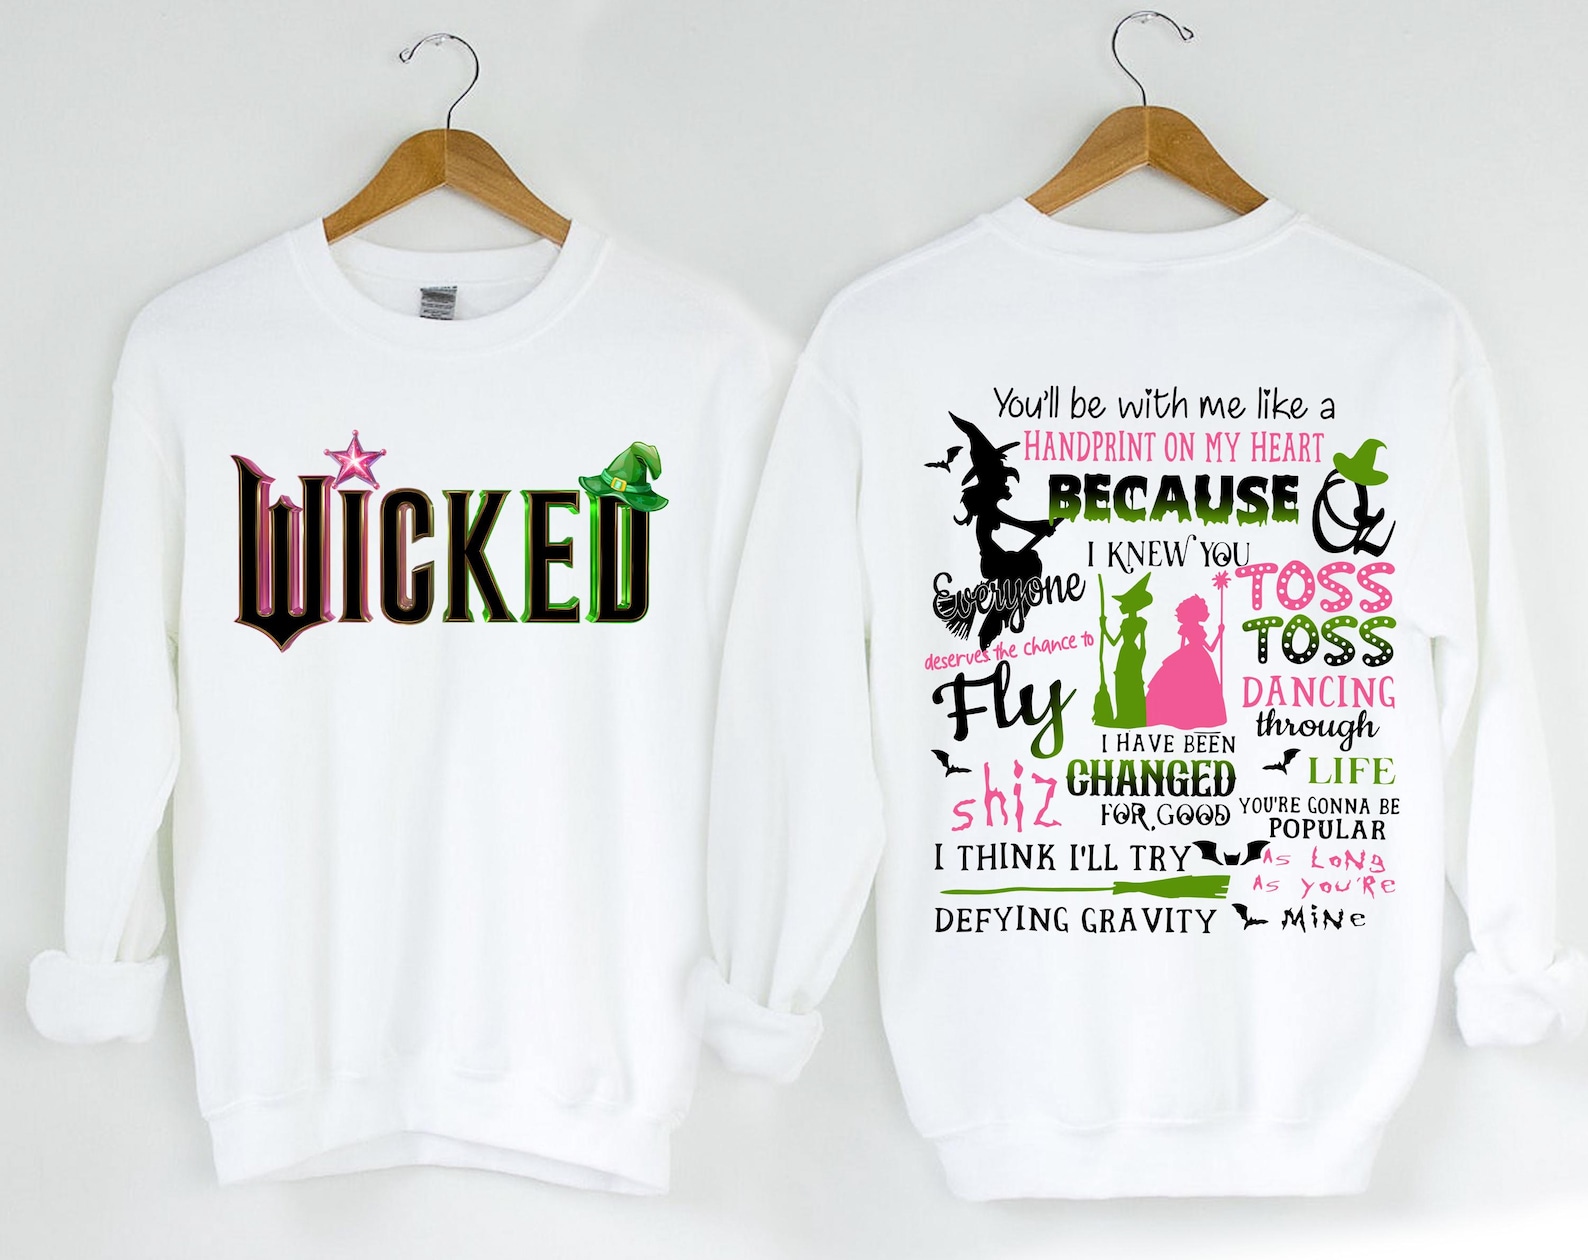 WICKED
You'll be with me like a
HANDPRINT ON MY HEART
BECAUSE
I KNEW YOU
Oz
Everyone
deserves the chance to
Fly
TOSS
TOSS
DANCING
through
LIFE
I HAVE BEEN
CHANGED
FOR GOOD
shiz
YOU'RE GONNA BE
POPULAR
AS LONG
AS YOU'RE
MINE
I THINK I'LL TRY
DEFYING GRAVITY